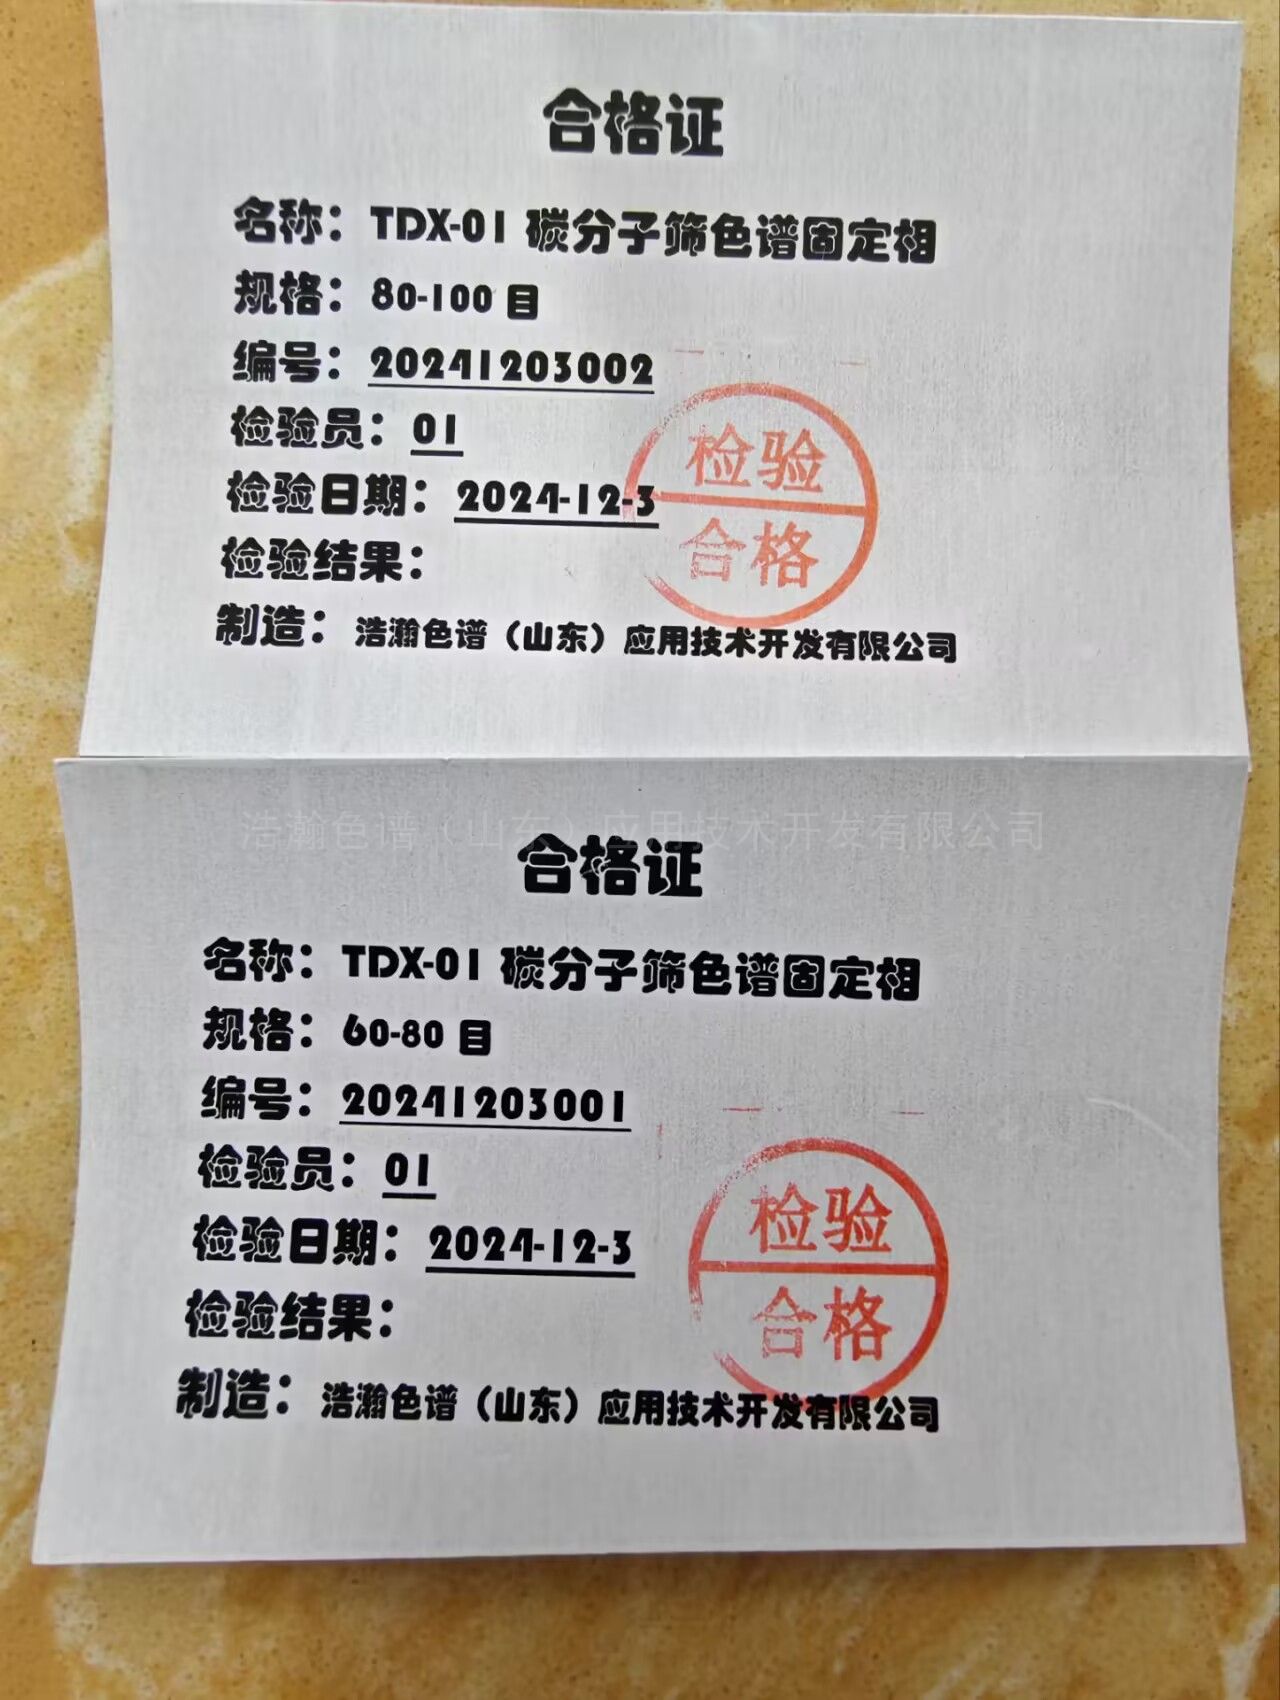 合格证
名称：TDX-01 碳分子筛色谱固定相
规格：80-100 目
编号：20241203002
检验员：01
检验日期：2024-12-3
检验结果：
检验
合格
制造：浩瀚色谱（山东）应用技术开发有限公司
浩瀚色谱（山东）应用技术开发有限公司
合格证
名称：TDX-01 碳分子筛色谱固定相
规格：60-80 目
编号：20241203001
检验员：01
检验日期：2024-12-3
检验结果：
检验
合格
制造：浩瀚色谱（山东）应用技术开发有限公司